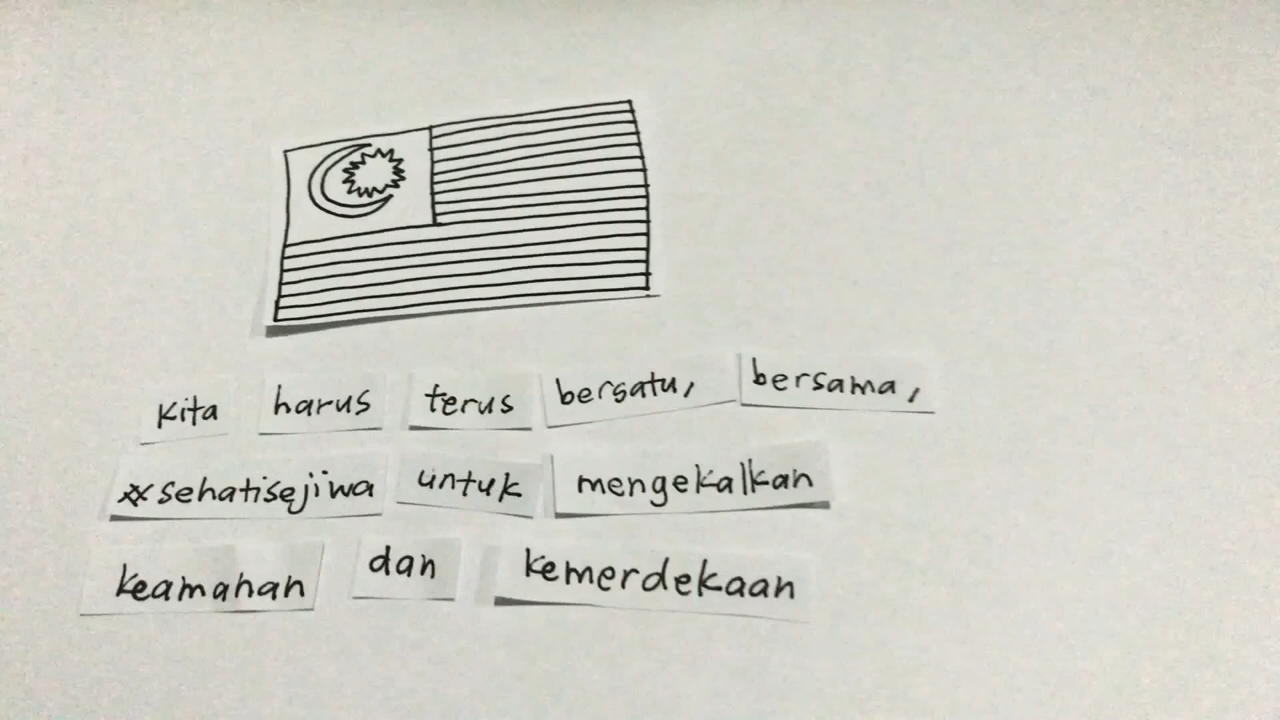 Kita harus terus bersatu, bersama,
#sehatisejiwa untuk mengekalkan
keamanan dan kemerdekaan